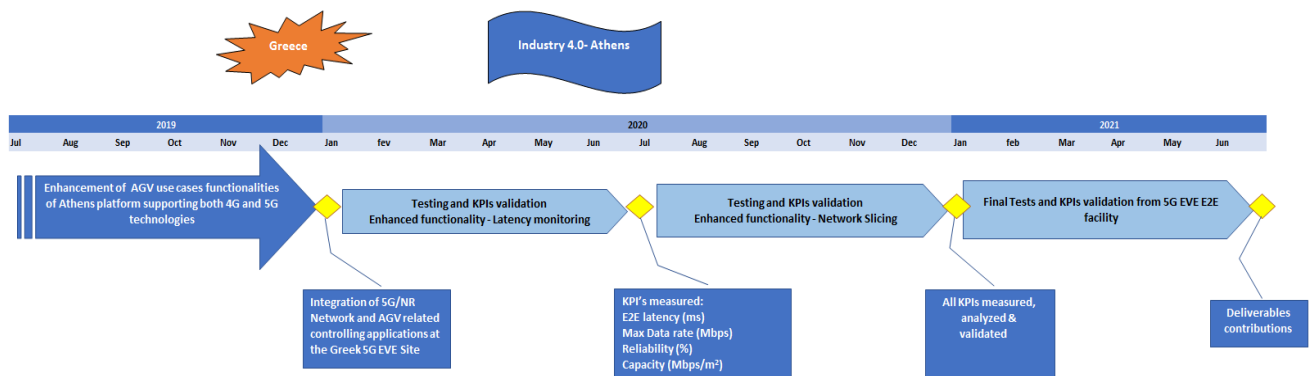 Greece
Industry 4.0- Athens
2019
2020
2021
Jul Aug Sep Oct Nov Dec Jan fev Mar Apr May Jun Jul Aug Sep Oct Nov Dec Jan feb Mar Apr May Jun
Enhancement of AGV use cases functionalities
of Athens platform supporting both 4G and 5G
technologies
Testing and KPIs validation
Enhanced functionality - Latency monitoring
Testing and KPIs validation
Enhanced functionality - Network Slicing
Final Tests and KPIs validation from 5G EVE E2E
facility
Integration of 5G/NR
Network and AGV related
controlling applications at
the Greek 5G EVE Site
KPI's measured:
E2E latency (ms)
Max Data rate (Mbps)
Reliability (%)
Capacity (Mbps/m²)
All KPIs measured,
analyzed &
validated
Deliverables
contributions